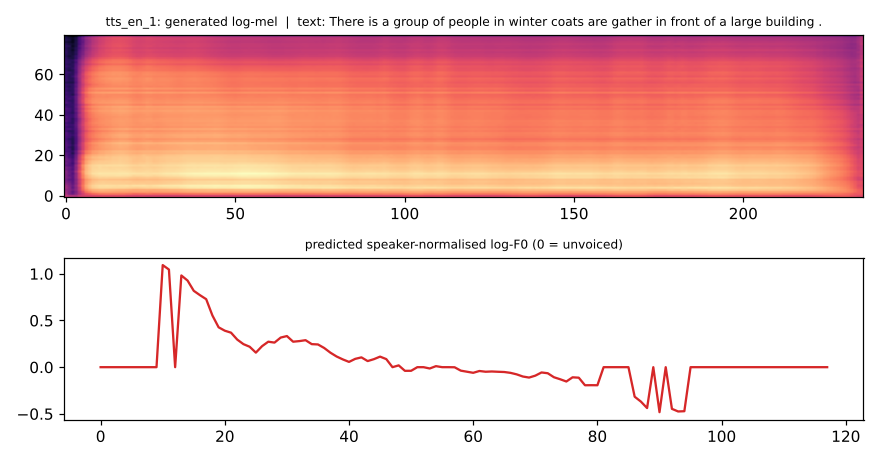 tts_en_1: generated log-mel | text: There is a group of people in winter coats are gather in front of a large building .
60
40
20
0
0 50 100 150 200
predicted speaker-normalised log-F0 (0 = unvoiced)
1.0
0.5
0.0
−0.5
0 20 40 60 80 100 120